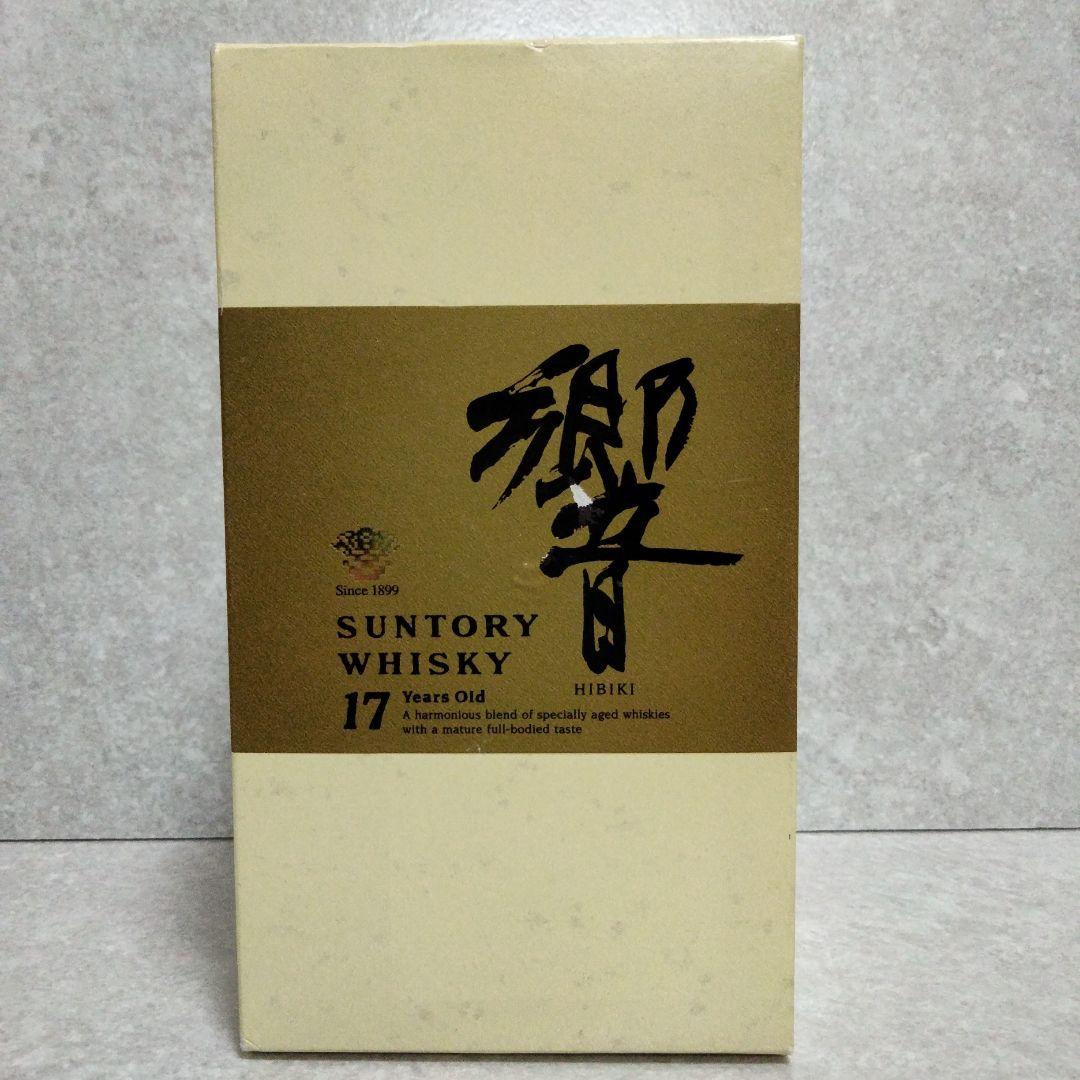 響
Since 1899
SUNTORY
WHISKY
HIBIKI
17 Years Old
A harmonious blend of specially aged whiskies
with a mature full-bodied taste